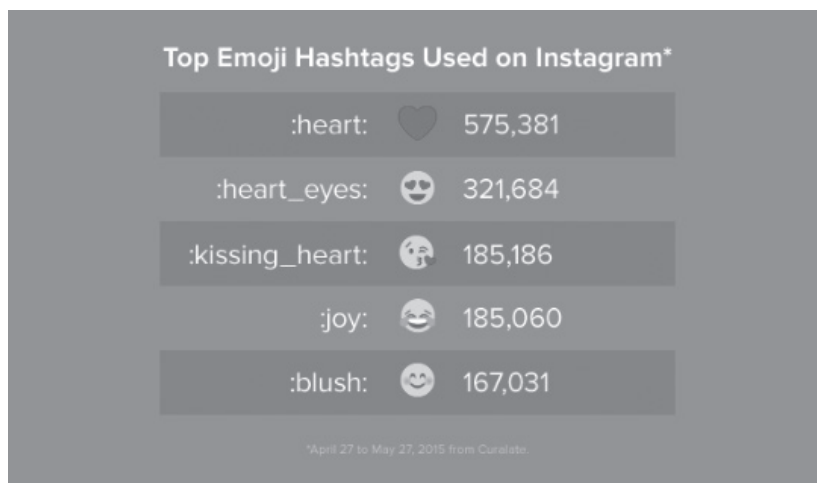 Top Emoji Hashtags Used on Instagram*
:heart: ❤ 575,381
:heart_eyes: 😍 321,684
:kissing_heart: 😘 185,186
:joy: 😂 185,060
:blush: 😊 167,031
*April 27 to May 27, 2015 from Curalate.